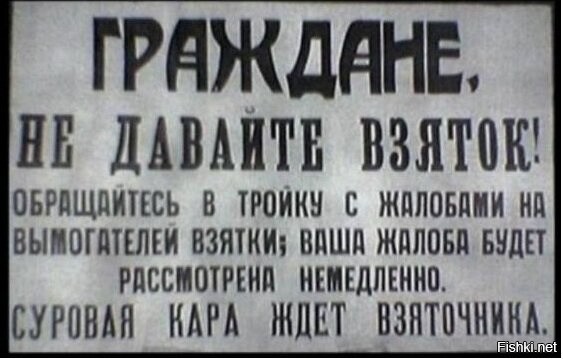 ГРАЖДАНЕ,
НЕ ДАВАЙТЕ ВЗЯТОК!
ОБРАЩАЙТЕСЬ В ТРОЙКУ С ЖАЛОБАМИ НА
ВЫМОГАТЕЛЕЙ ВЗЯТКИ; ВАША ЖАЛОБА БУДЕТ
РАССМОТРЕНА НЕМЕДЛЕННО.
СУРОВАЯ КАРА ЖДЕТ ВЗЯТОЧНИКА.
Fishki.net